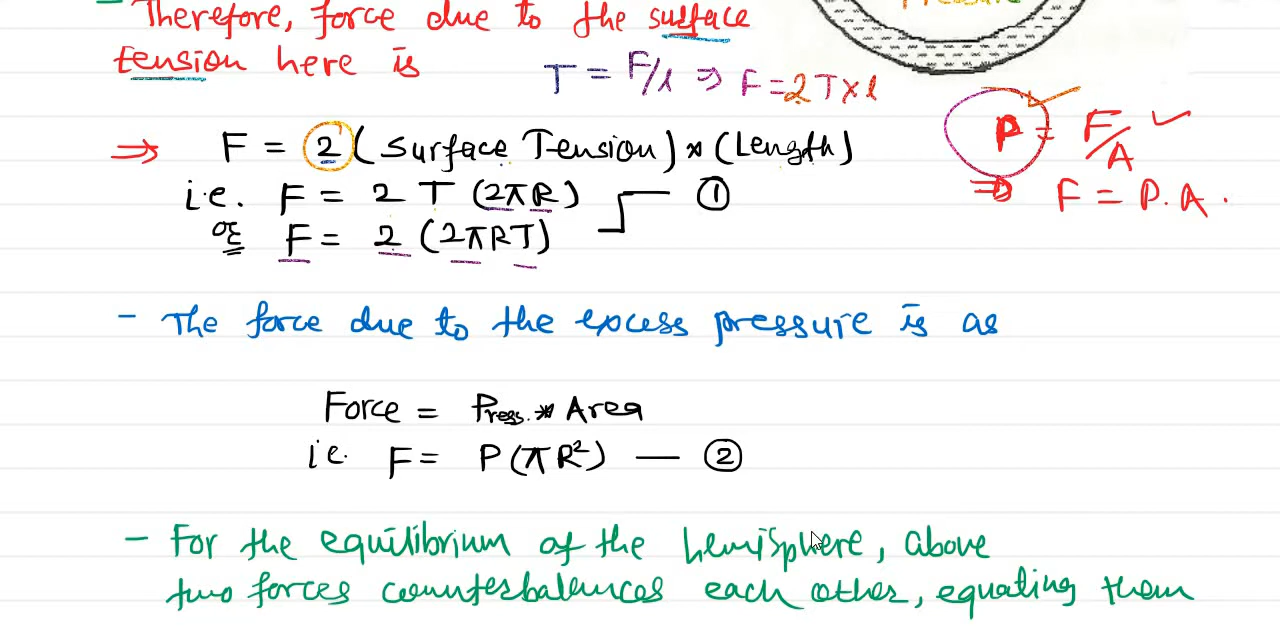 - Therefore, force due to the surface
tension here is
T = F/l ⇒ F = 2T×l
P = F/A ✓
⇒ F = P.A.
⇒ F = 2 (Surface Tension) × (Length)
i.e. F = 2 T (2πR)
or F = 2 (2πRT) — ①
- The force due to the excess pressure is as
Force = Press. * Area
ie. F = P(πR²) — ②
- For the equilibrium of the hemisphere, above
two forces counterbalances each other, equating them